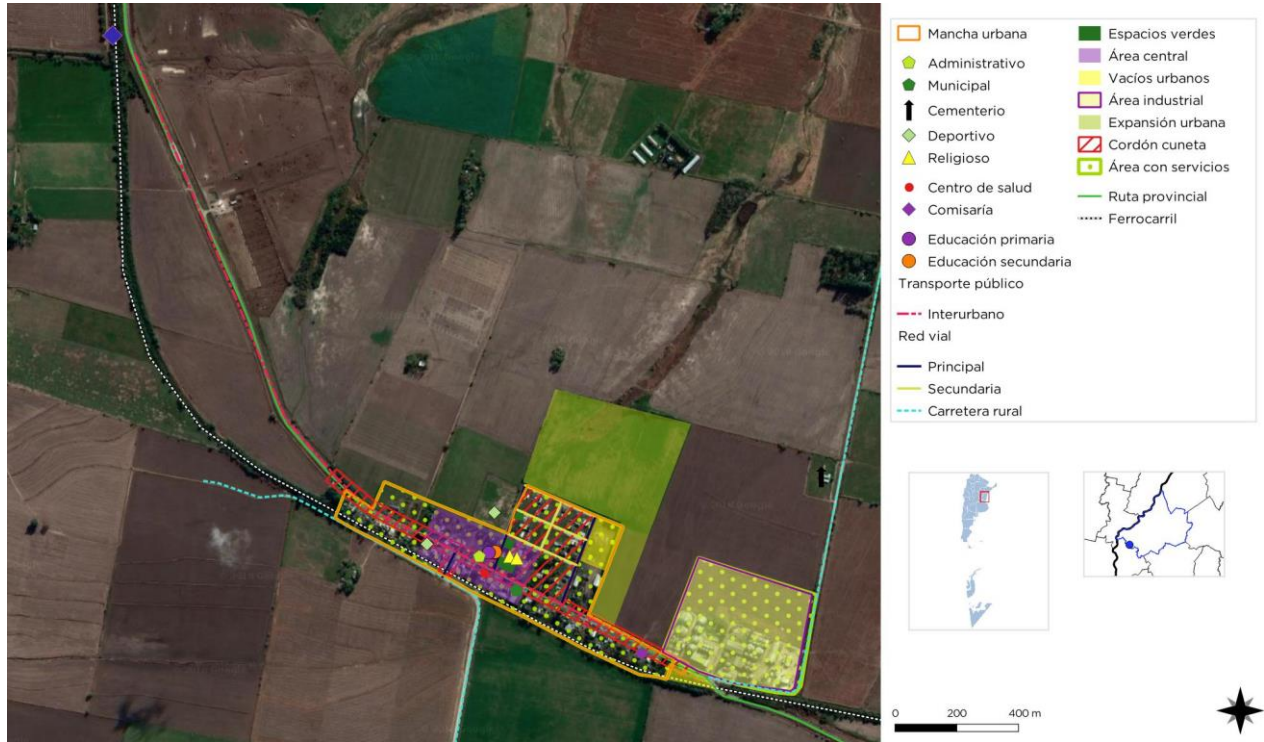 Mancha urbana
Administrativo
Municipal
Cementerio
Deportivo
Religioso
Centro de salud
Comisaría
Educación primaria
Educación secundaria
Transporte público
Interurbano
Red vial
Principal
Secundaria
Carretera rural
Espacios verdes
Área central
Vacíos urbanos
Área industrial
Expansión urbana
Cordón cuneta
Área con servicios
Ruta provincial
Ferrocarril
0 200 400 m